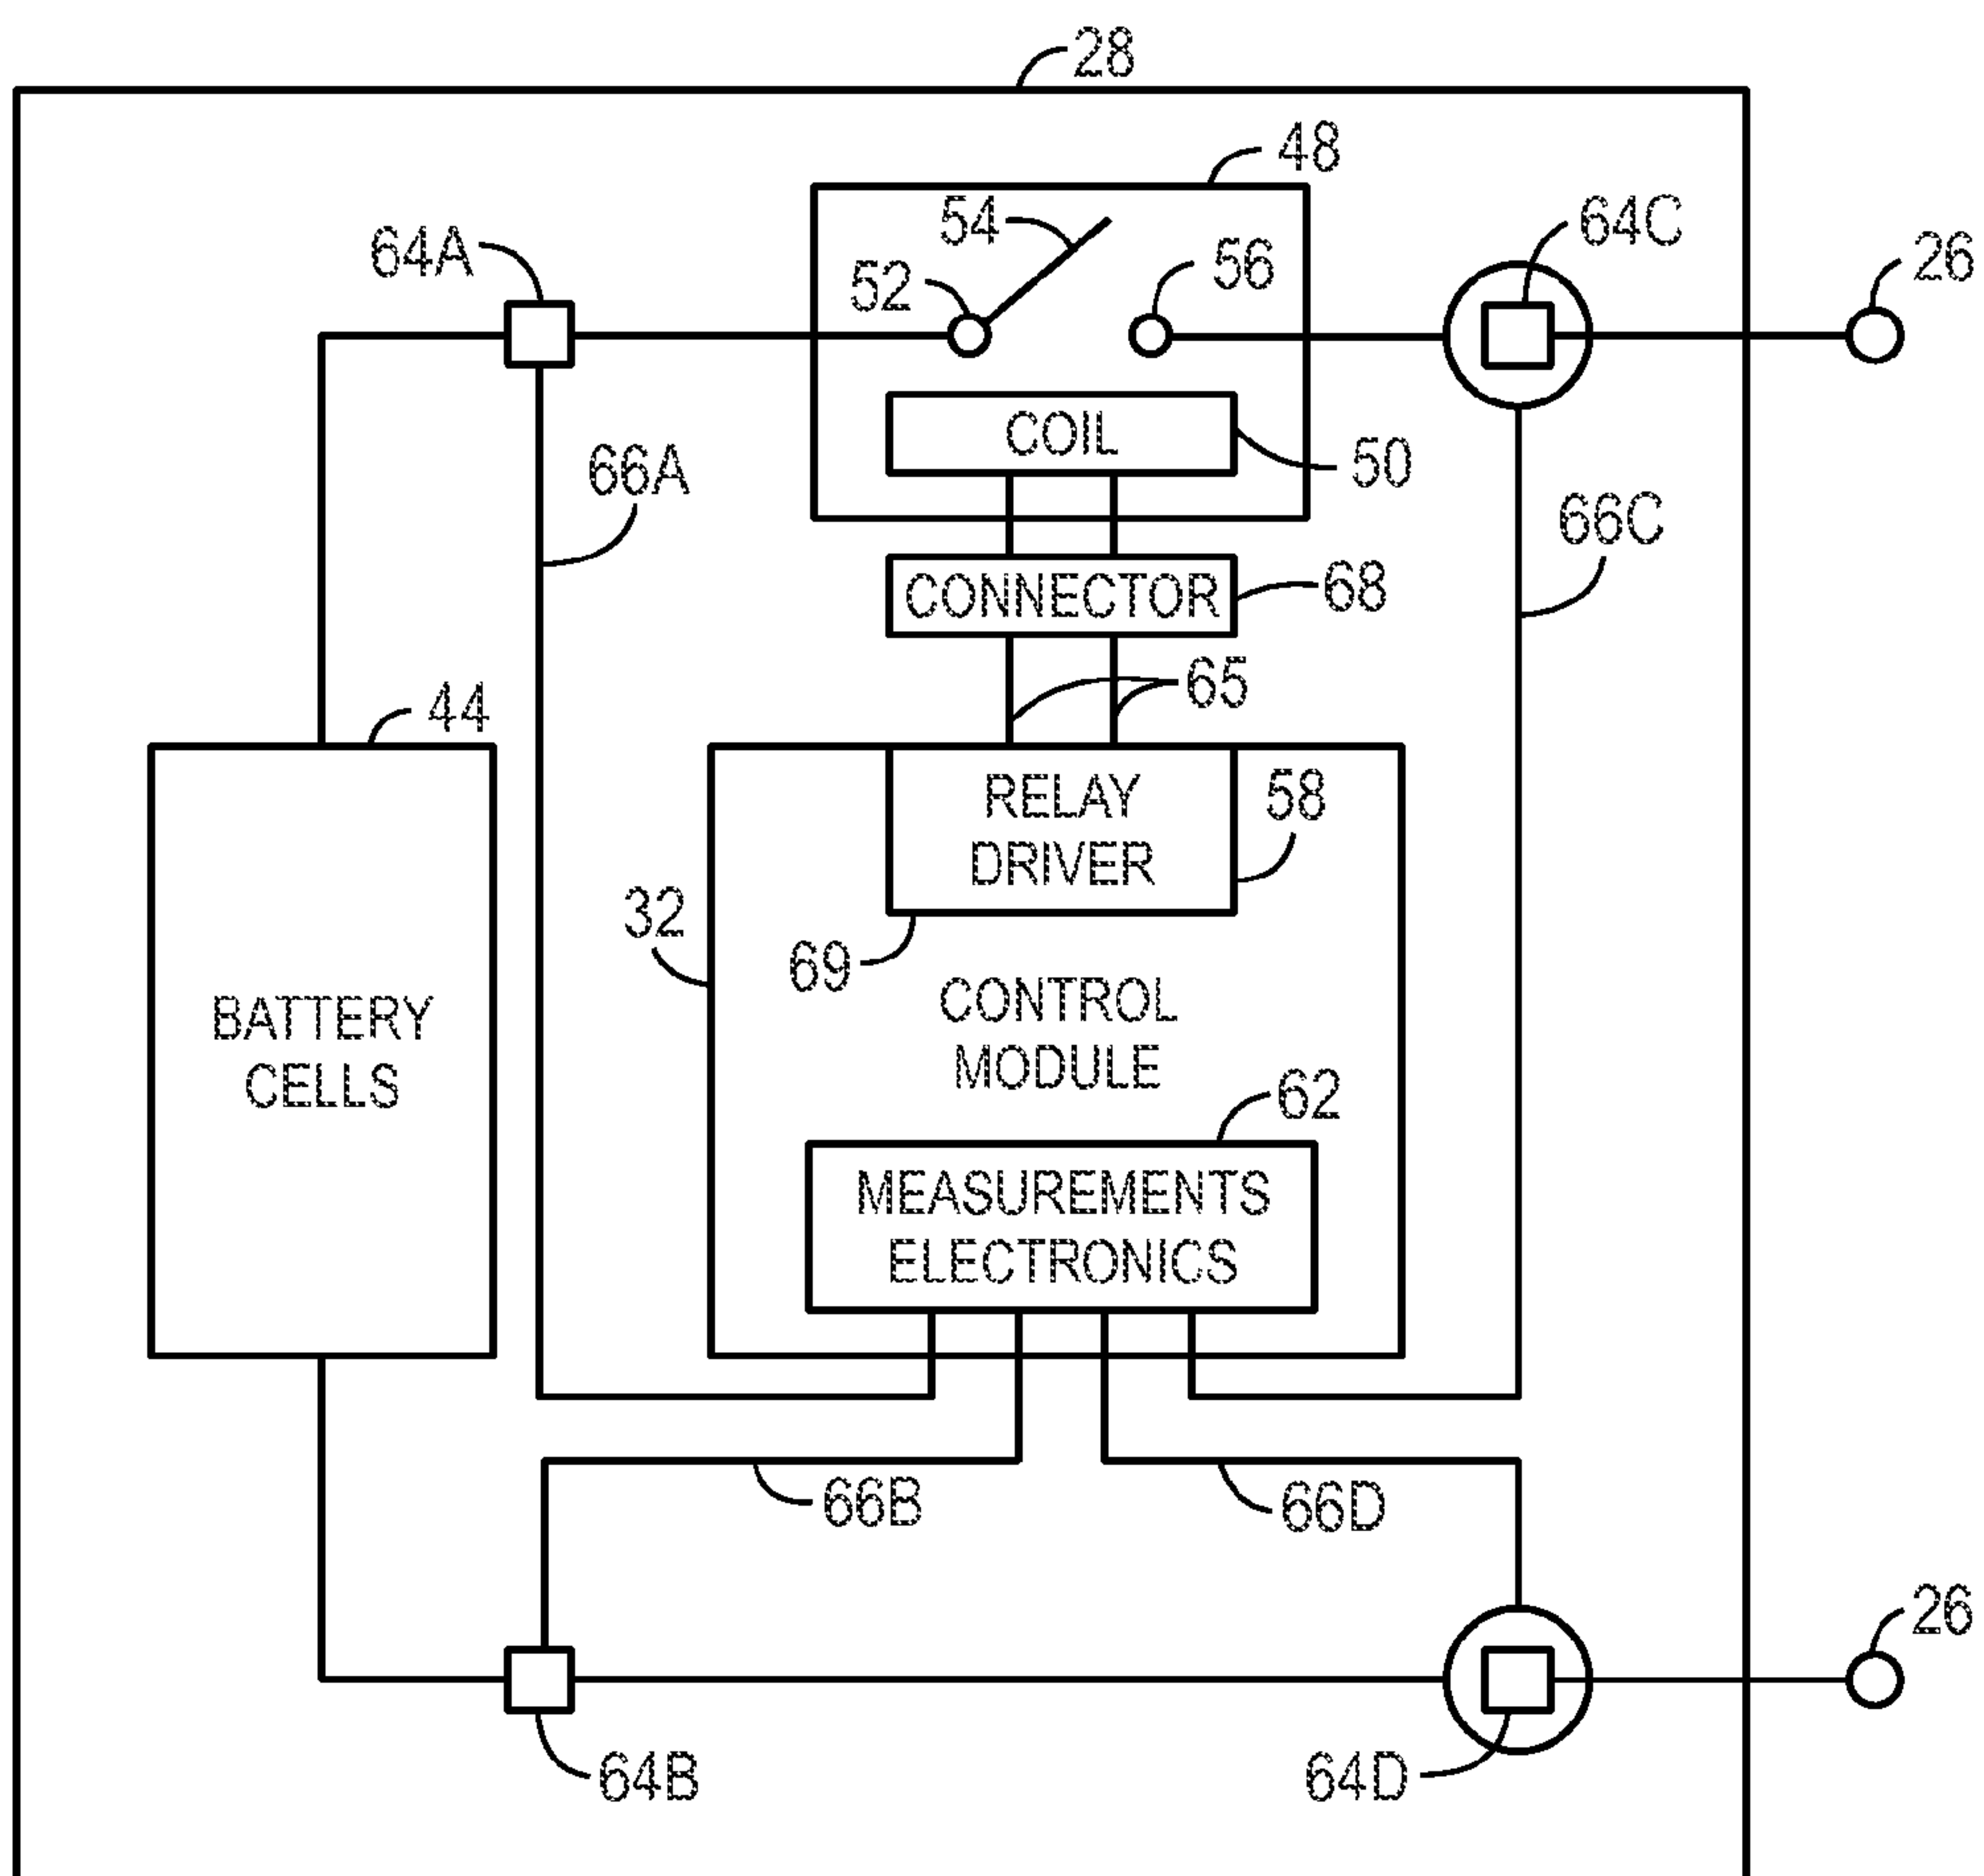 28
48
54
64C
64A
52
56
26
COIL
50
66A
66C
CONNECTOR
68
65
44
RELAY
DRIVER
58
32
69
BATTERY
CELLS
CONTROL
MODULE
62
MEASUREMENTS
ELECTRONICS
66B
66D
26
64B
64D